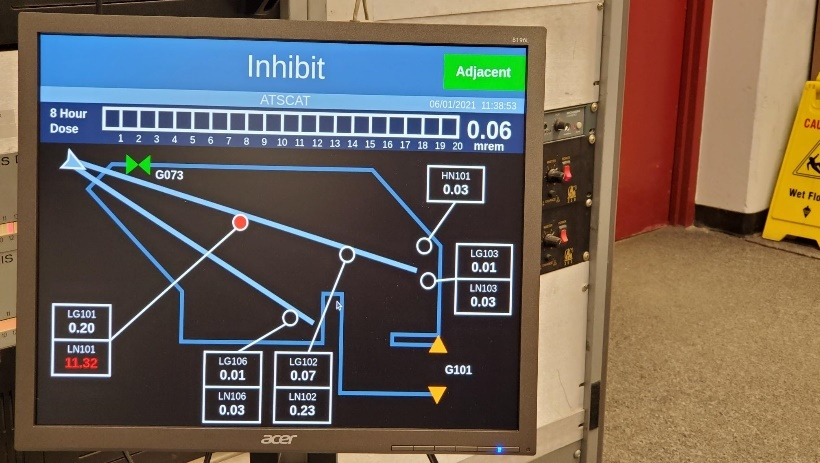 B196L
Inhibit
Adjacent
ATSCAT
06/01/2021 11:38:53
8 Hour
Dose
1 2 3 4 5 6 7 8 9 10 11 12 13 14 15 16 17 18 19 20
0.06
mrem
G073
HN101
0.03
LG103
0.01
LN103
0.03
LG101
0.20
LN101
11.32
LG106
0.01
LN106
0.03
LG102
0.07
LN102
0.23
G101
acer
Wet Flo